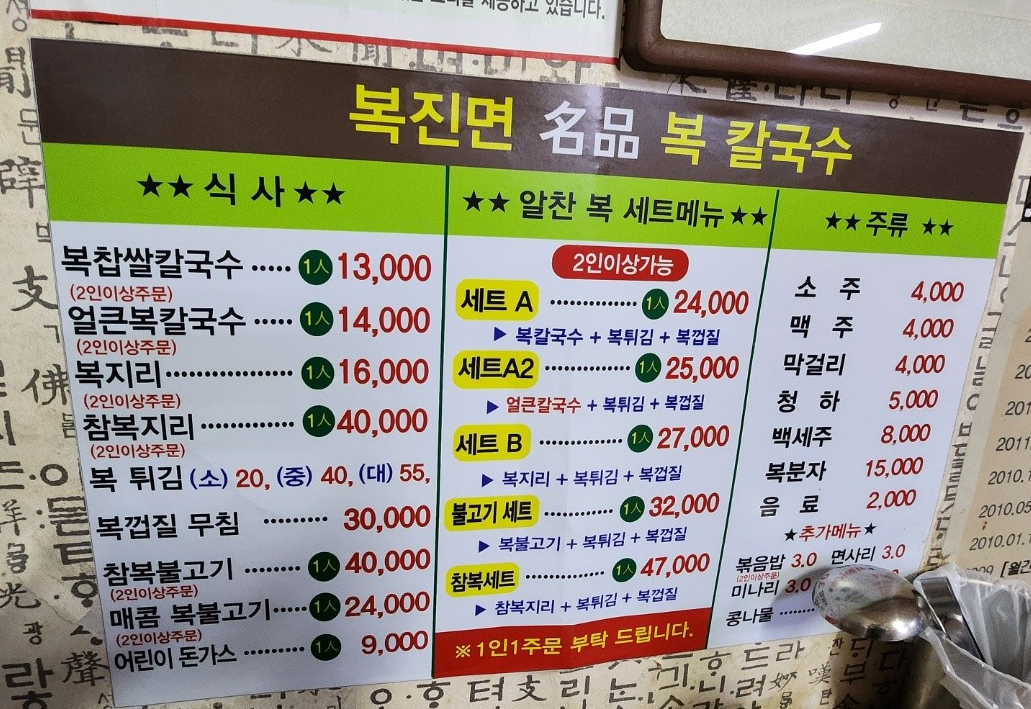 제공하고 있습니다.
복진면 名品 복 칼국수
★★ 식 사 ★★
복찹쌀칼국수 ..... 1人 13,000
(2인이상주문)
얼큰복칼국수 ..... 1人 14,000
(2인이상주문)
복지리 ............... 1人 16,000
(2인이상주문)
참복지리 ............. 1人 40,000
(2인이상주문)
복 튀김 (소) 20, (중) 40, (대) 55,
복껍질 무침 ......... 30,000
참복불고기 ......... 1人 40,000
(2인이상주문)
매콤 복불고기 ..... 1人 24,000
(2인이상주문)
어린이 돈가스 ......... 1人 9,000
★★ 알찬 복 세트메뉴 ★★
2인이상가능
세트 A ............... 1人 24,000
▶ 복칼국수 + 복튀김 + 복껍질
세트A2 ............... 1人 25,000
▶ 얼큰칼국수 + 복튀김 + 복껍질
세트 B ............... 1人 27,000
▶ 복지리 + 복튀김 + 복껍질
불고기 세트 ............... 1人 32,000
▶ 복불고기 + 복튀김 + 복껍질
참복세트 ............... 1人 47,000
▶ 참복지리 + 복튀김 + 복껍질
※1인1주문 부탁 드립니다.
★★ 주류 ★★
소 주 4,000
맥 주 4,000
막걸리 4,000
청 하 5,000
백세주 8,000
복분자 15,000
음 료 2,000
★추가메뉴★
볶음밥 3.0 면사리 3.0
(2인이상주문)
미나리 3.0
콩나물 ........
2010.05
2010.01.1